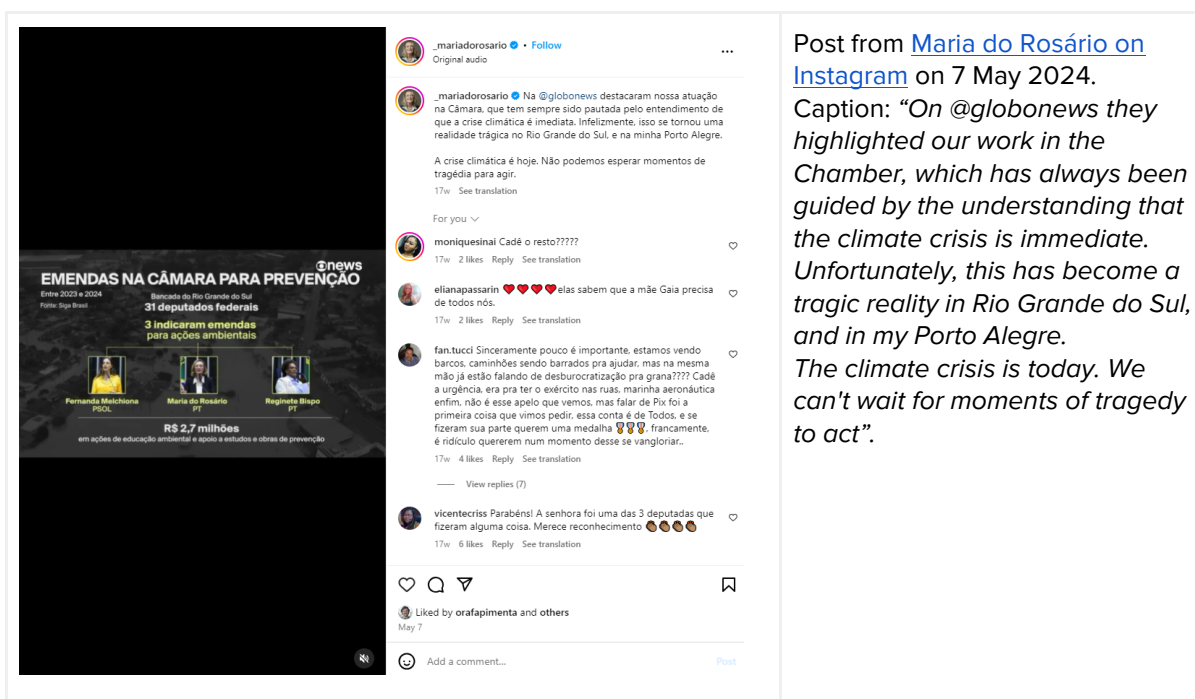 _mariadorosario • Follow
Original audio
_mariadorosario Na @globonews destacaram nossa atuação
na Câmara, que tem sempre sido pautada pelo entendimento de
que a crise climática é imediata. Infelizmente, isso se tornou uma
realidade trágica no Rio Grande do Sul, e na minha Porto Alegre.
A crise climática é hoje. Não podemos esperar momentos de
tragédia para agir.
17w See translation
For you
moniquesinai Cadê o resto?????
17w 2 likes Reply See translation
elianapassarin ❤❤❤❤elas sabem que a mãe Gaia precisa
de todos nós.
17w 2 likes Reply See translation
fan.tucci Sinceramente pouco é importante, estamos vendo
barcos, caminhões sendo barrados pra ajudar, mas na mesma
mão já estão falando de desburocratização pra grana???? Cadê
a urgência, era pra ter o exército nas ruas, marinha aeronáutica
enfim, não é esse apelo que vemos, mas falar de Pix foi a
primeira coisa que vimos pedir, essa conta é de Todos, e se
fizeram sua parte querem uma medalha 🎖🎖🎖, francamente,
é ridículo quererem num momento desse se vangloriar..
17w 4 likes Reply See translation
View replies (7)
vicentecriss Parabéns! A senhora foi uma das 3 deputadas que
fizeram alguma coisa. Merece reconhecimento 👏🏾👏🏾👏🏾👏🏾
17w 6 likes Reply See translation
Liked by orafapimenta and others
May 7
Add a comment...
Post
news
EMENDAS NA CÂMARA PARA PREVENÇÃO
Entre 2023 e 2024
Fonte: Siga Brasil
Bancada do Rio Grande do Sul
31 deputados federais
3 indicaram emendas
para ações ambientais
Fernanda Melchiona
PSOL
Maria do Rosário
PT
Reginete Bispo
PT
R$ 2,7 milhões
em ações de educação ambiental e apoio a estudos e obras de prevenção
Post from Maria do Rosário on
Instagram on 7 May 2024.
Caption: “On @globonews they
highlighted our work in the
Chamber, which has always been
guided by the understanding that
the climate crisis is immediate.
Unfortunately, this has become a
tragic reality in Rio Grande do Sul,
and in my Porto Alegre.
The climate crisis is today. We
can't wait for moments of tragedy
to act”.